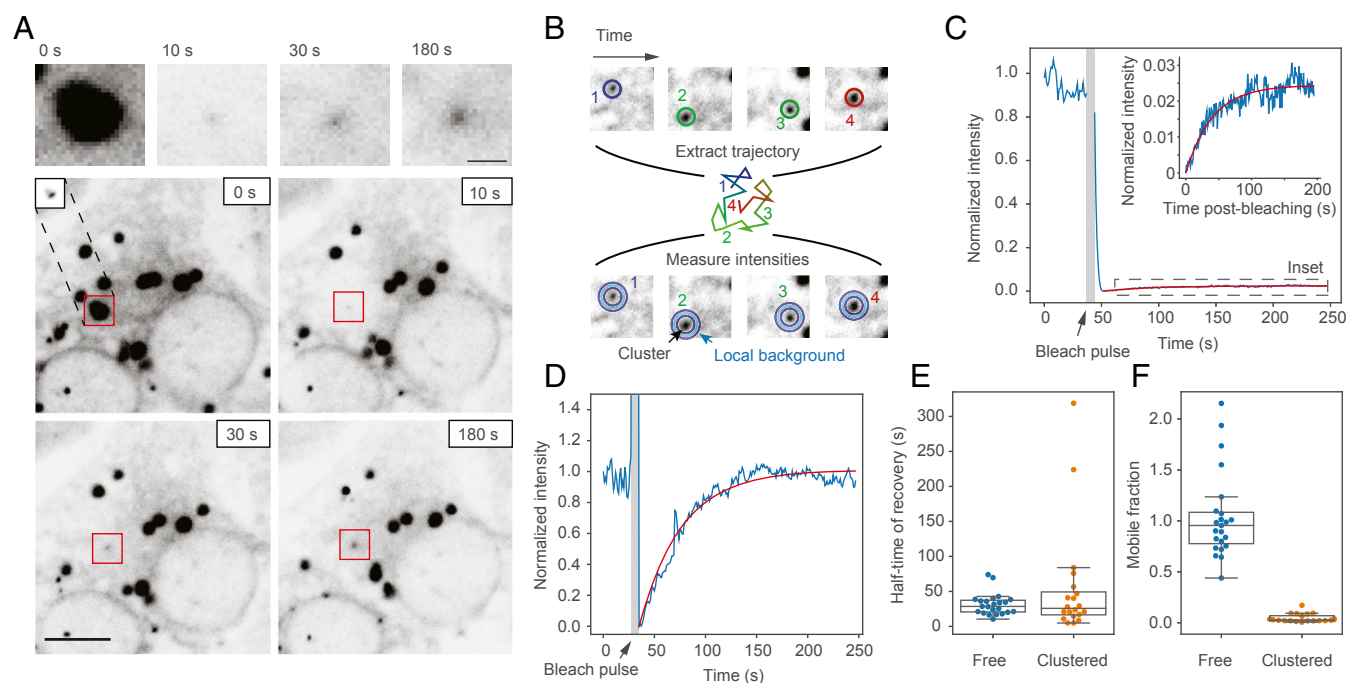 A
0 s
10 s
30 s
180 s
0 s
10 s
30 s
180 s
B
Time
1
2
3
4
Extract trajectory
1
4
3
2
Measure intensities
1
2
3
4
Cluster
Local background
C
Normalized intensity
1.0
0.8
0.6
0.4
0.2
0.0
0
50
100
150
200
250
Bleach pulse
Time (s)
Inset
Normalized intensity
0.03
0.02
0.01
0
0
50
100
150
200
Time post-bleaching (s)
D
Normalized intensity
1.4
1.2
1.0
0.8
0.6
0.4
0.2
0.0
0
50
100
150
200
250
Bleach pulse
Time (s)
E
Half-time of recovery (s)
300
250
200
150
100
50
0
Free
Clustered
F
Mobile fraction
2.0
1.5
1.0
0.5
0.0
Free
Clustered